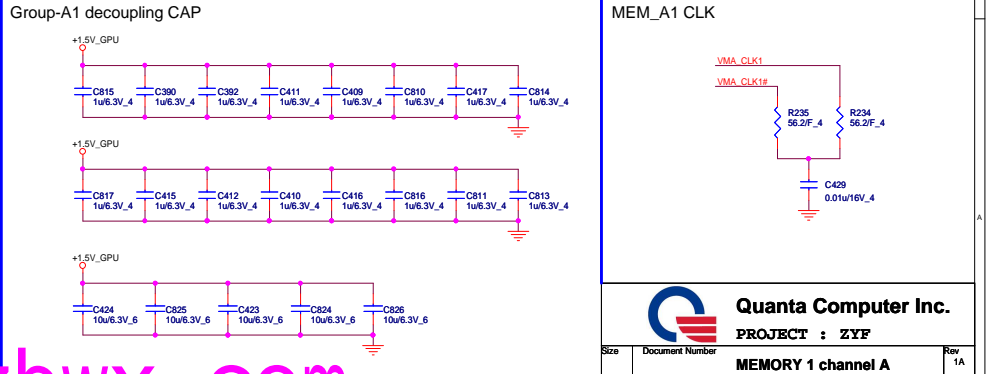 Group-A1 decoupling CAP
+1.5V_GPU
C815 C390 C392 C411 C409 C810 C417 C814
1u/6.3V_4 1u/6.3V_4 1u/6.3V_4 1u/6.3V_4 1u/6.3V_4 1u/6.3V_4 1u/6.3V_4 1u/6.3V_4
+1.5V_GPU
C817 C415 C412 C410 C416 C816 C811 C813
1u/6.3V_4 1u/6.3V_4 1u/6.3V_4 1u/6.3V_4 1u/6.3V_4 1u/6.3V_4 1u/6.3V_4 1u/6.3V_4
+1.5V_GPU
C424 C825 C423 C824 C826
10u/6.3V_6 10u/6.3V_6 10u/6.3V_6 10u/6.3V_6 10u/6.3V_6
MEM_A1 CLK
VMA_CLK1
VMA_CLK1#
R235 R234
56.2/F_4 56.2/F_4
C429
0.01u/16V_4
A
Quanta Computer Inc.
PROJECT : ZYF
Size Document Number Rev
MEMORY 1 channel A 1A